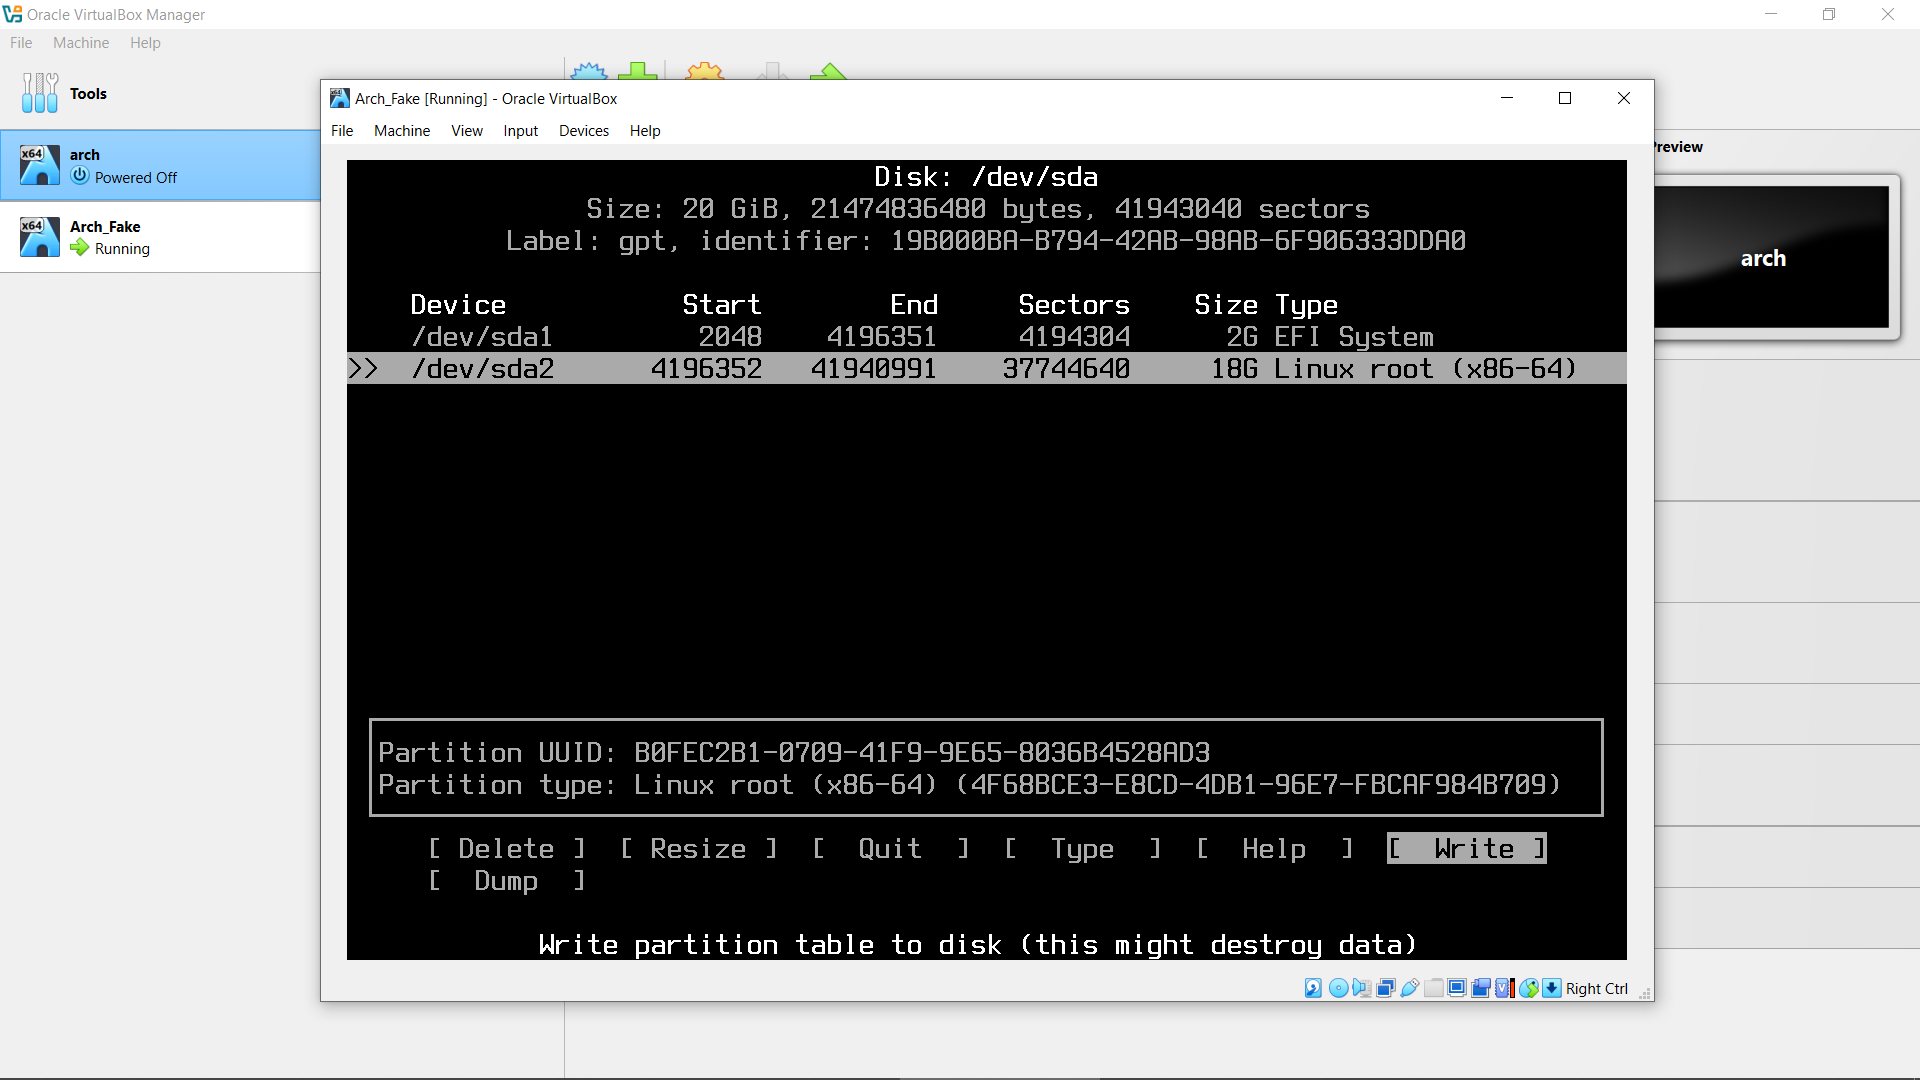 Oracle VirtualBox Manager
File Machine Help
Tools
x64 arch
Powered Off
x64 Arch_Fake
Running
Preview
arch
Arch_Fake [Running] - Oracle VirtualBox
File Machine View Input Devices Help
Disk: /dev/sda
Size: 20 GiB, 21474836480 bytes, 41943040 sectors
Label: gpt, identifier: 19B000BA-B794-42AB-98AB-6F906333DDA0
Device Start End Sectors Size Type
/dev/sda1 2048 4196351 4194304 2G EFI System
>> /dev/sda2 4196352 41940991 37744640 18G Linux root (x86-64)
Partition UUID: B0FEC2B1-0709-41F9-9E65-8036B4528AD3
Partition type: Linux root (x86-64) (4F68BCE3-E8CD-4DB1-96E7-FBCAF984B709)
[ Delete ] [ Resize ] [ Quit ] [ Type ] [ Help ] [ Write ]
[ Dump ]
Write partition table to disk (this might destroy data)
Right Ctrl